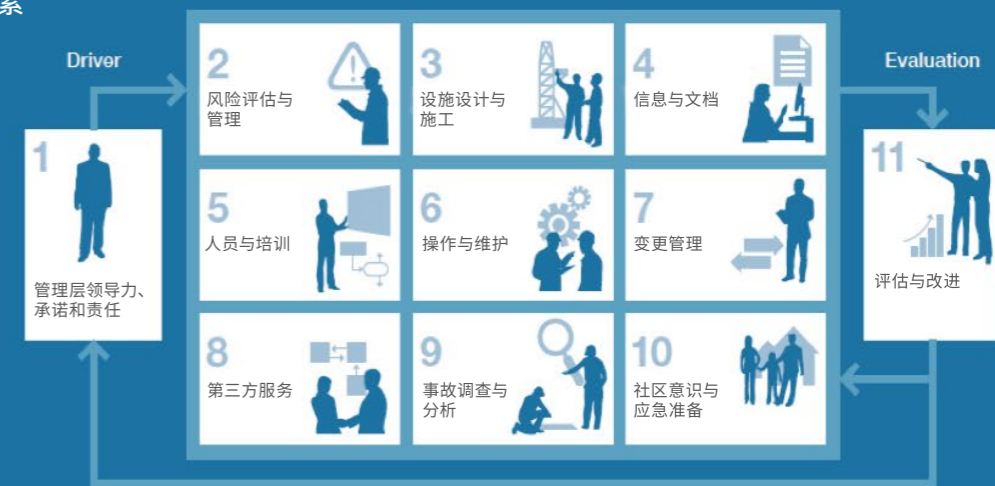 系
Driver
Evaluation
1
管理层领导力、
承诺和责任
2
风险评估与
管理
3
设施设计与
施工
4
信息与文档
5
人员与培训
6
操作与维护
7
变更管理
8
第三方服务
9
事故调查与
分析
10
社区意识与
应急准备
11
评估与改进